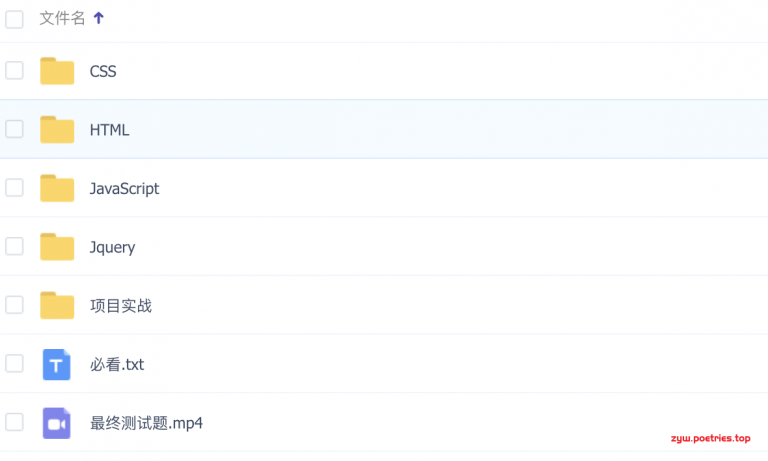 文件名
CSS
HTML
JavaScript
Jquery
项目实战
必看.txt
最终测试题.mp4
zyw.poetries.top